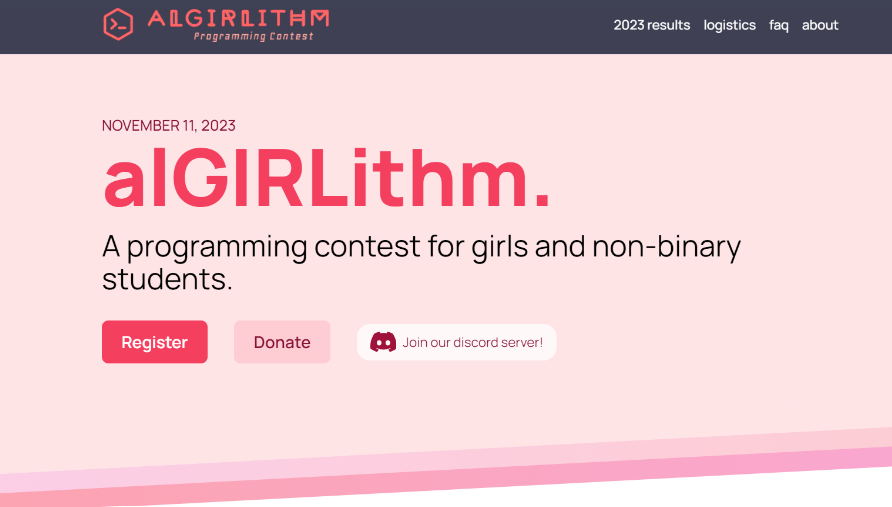 ALGIRLITHM
Programming Contest
2023 results logistics faq about
NOVEMBER 11, 2023
alGIRLithm.
A programming contest for girls and non-binary
students.
Register Donate Join our discord server!